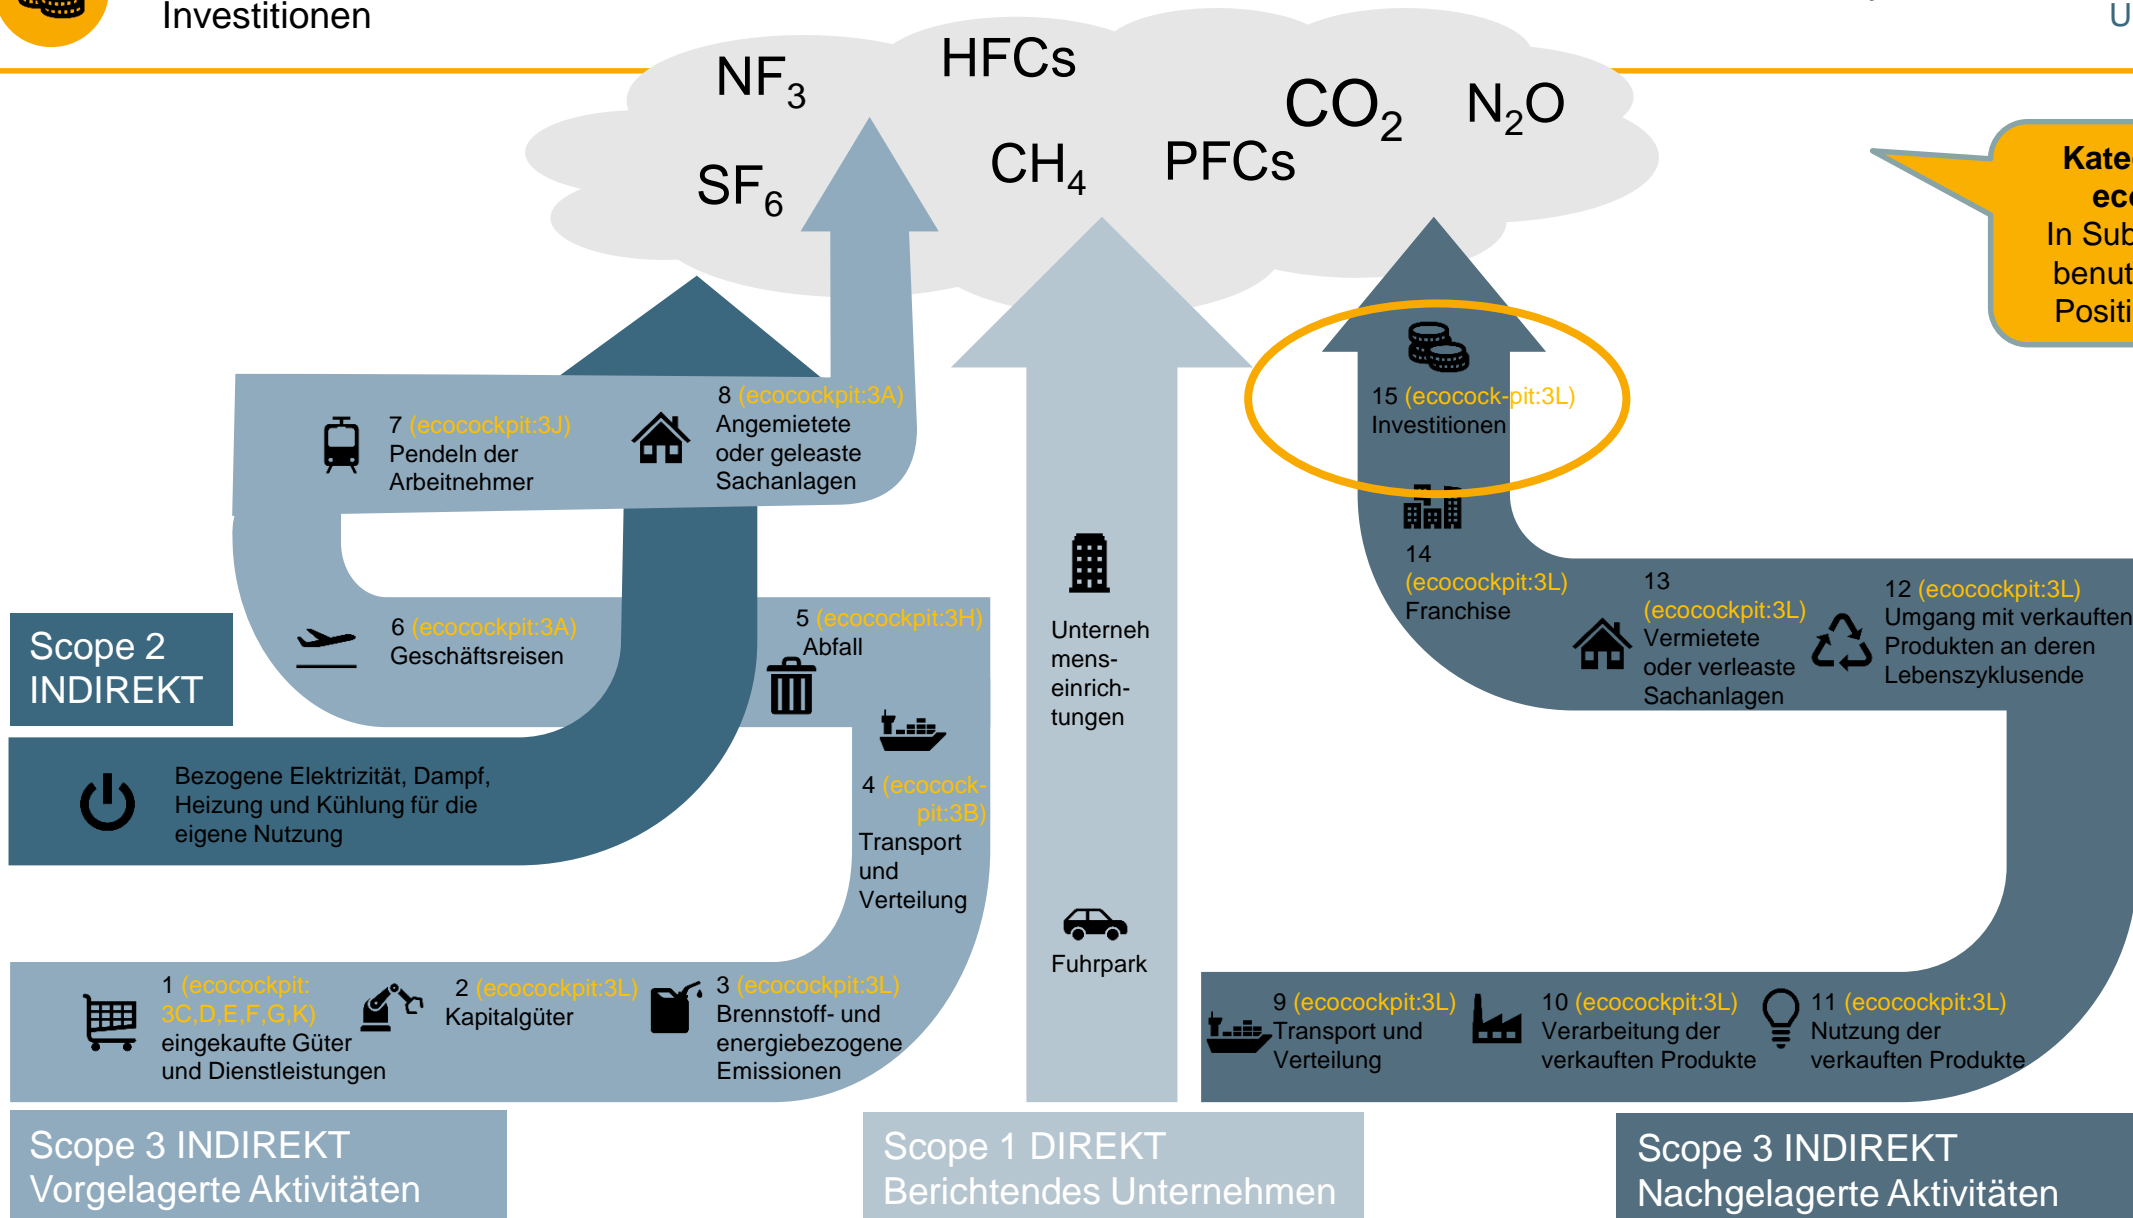 Investitionen
U
NF₃
HFCs
CO₂
N₂O
SF₆
CH₄
PFCs
In
15 (ecocock-pit:3L)
Investitionen
7 (ecocockpit:3J)
Pendeln der
Arbeitnehmer
8 (ecocockpit:3A)
Angemietete
oder geleaste
Sachanlagen
14
(ecocockpit:3L)
Franchise
13
(ecocockpit:3L)
Vermietete
oder verleaste
Sachanlagen
12 (ecocockpit:3L)
Umgang mit verkauften
Produkten an deren
Lebenszyklusende
Scope 2
INDIREKT
6 (ecocockpit:3A)
Geschäftsreisen
5 (ecocockpit:3H)
Abfall
Unterneh
mens-
einrich-
tungen
Bezogene Elektrizität, Dampf,
Heizung und Kühlung für die
eigene Nutzung
4 (ecocock-
pit:3B)
Transport
und
Verteilung
Fuhrpark
1 (ecocockpit:
3C,D,E,F,G,K)
eingekaufte Güter
und Dienstleistungen
2 (ecocockpit:3L)
Kapitalgüter
3 (ecocockpit:3L)
Brennstoff- und
energiebezogene
Emissionen
9 (ecocockpit:3L)
Transport und
Verteilung
10 (ecocockpit:3L)
Verarbeitung der
verkauften Produkte
11 (ecocockpit:3L)
Nutzung der
verkauften Produkte
Scope 3 INDIREKT
Vorgelagerte Aktivitäten
Scope 1 DIREKT
Berichtendes Unternehmen
Scope 3 INDIREKT
Nachgelagerte Aktivitäten